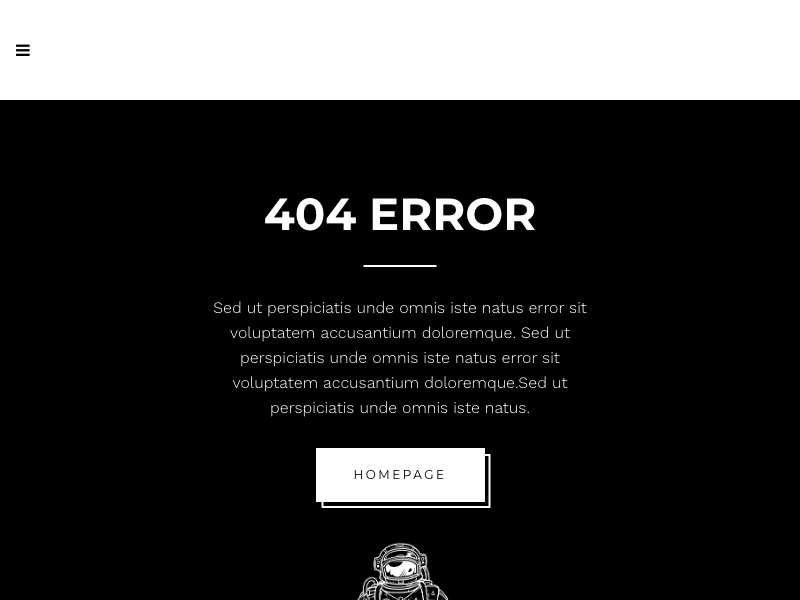 404 ERROR
Sed ut perspiciatis unde omnis iste natus error sit
voluptatem accusantium doloremque. Sed ut
perspiciatis unde omnis iste natus error sit
voluptatem accusantium doloremque.Sed ut
perspiciatis unde omnis iste natus.
HOMEPAGE